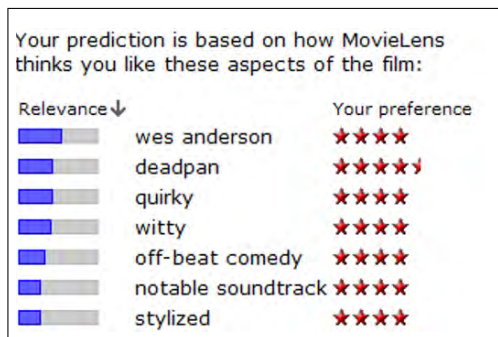 Your prediction is based on how MovieLens
thinks you like these aspects of the film:
Relevance Your preference
wes anderson
deadpan
quirky
witty
off-beat comedy
notable soundtrack
stylized